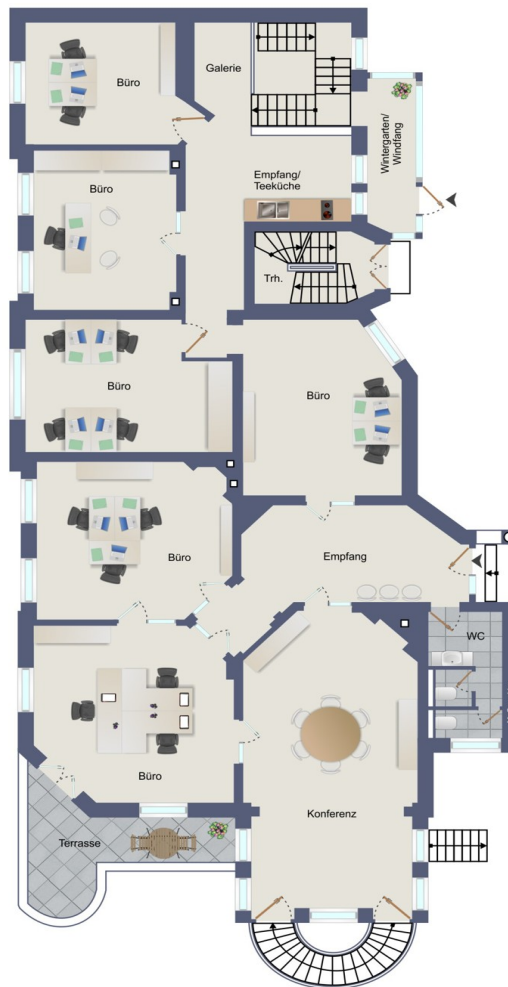 Büro
Galerie
Wintergarten/
Windfang
Büro
Empfang/
Teeküche
Trh.
Büro
Büro
Büro
Empfang
WC
Büro
Konferenz
Terrasse